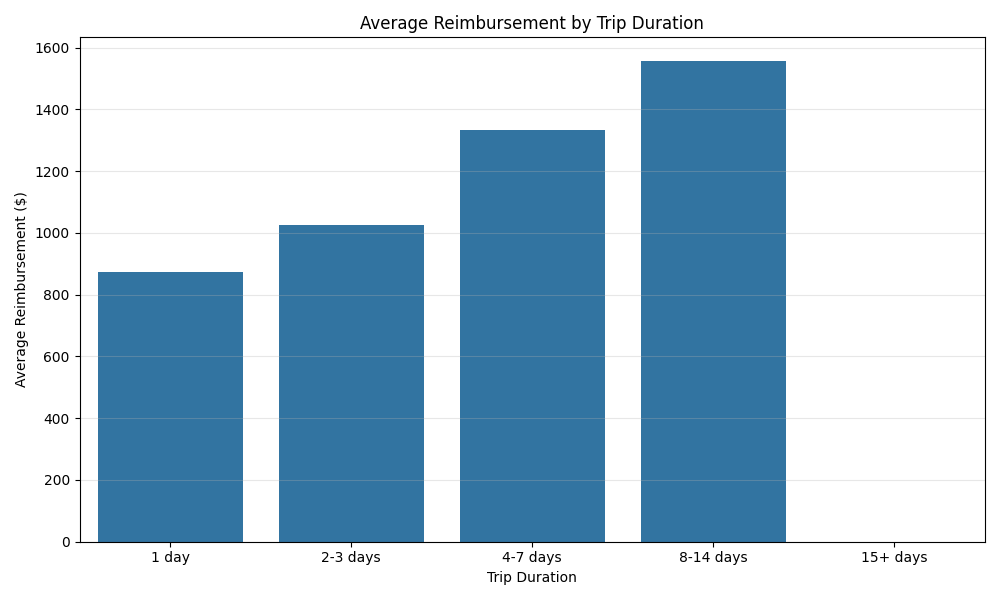 Average Reimbursement by Trip Duration
Average Reimbursement ($)
1600
1400
1200
1000
800
600
400
200
0
1 day
2-3 days
4-7 days
8-14 days
15+ days
Trip Duration